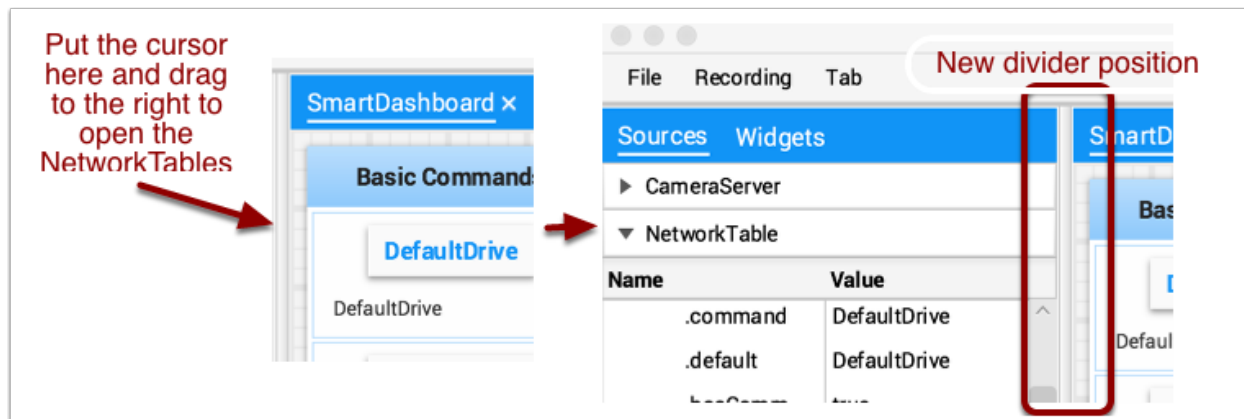 Put the cursor
here and drag
to the right to
open the
NetworkTables
SmartDashboard ×
Basic Commands
DefaultDrive
DefaultDrive
New divider position
File Recording Tab
Sources Widgets
SmartD
CameraServer
NetworkTable
Bas
Name Value
.command DefaultDrive
.default DefaultDrive
Defaul